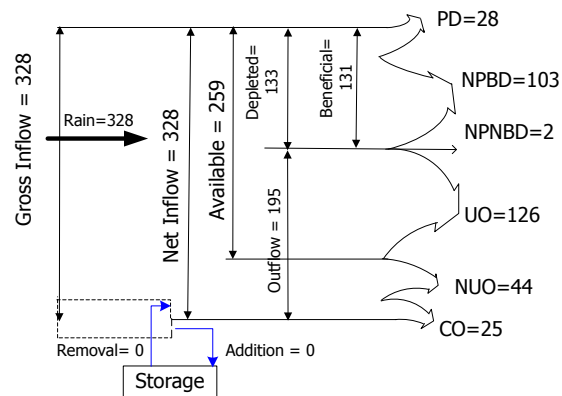 PD=28
NPBD=103
NPNBD=2
UO=126
NUO=44
CO=25
Gross Inflow = 328
Rain=328
Net Inflow = 328
Available = 259
Depleted=
133
Beneficial=
131
Outflow = 195
Removal= 0
Addition = 0
Storage